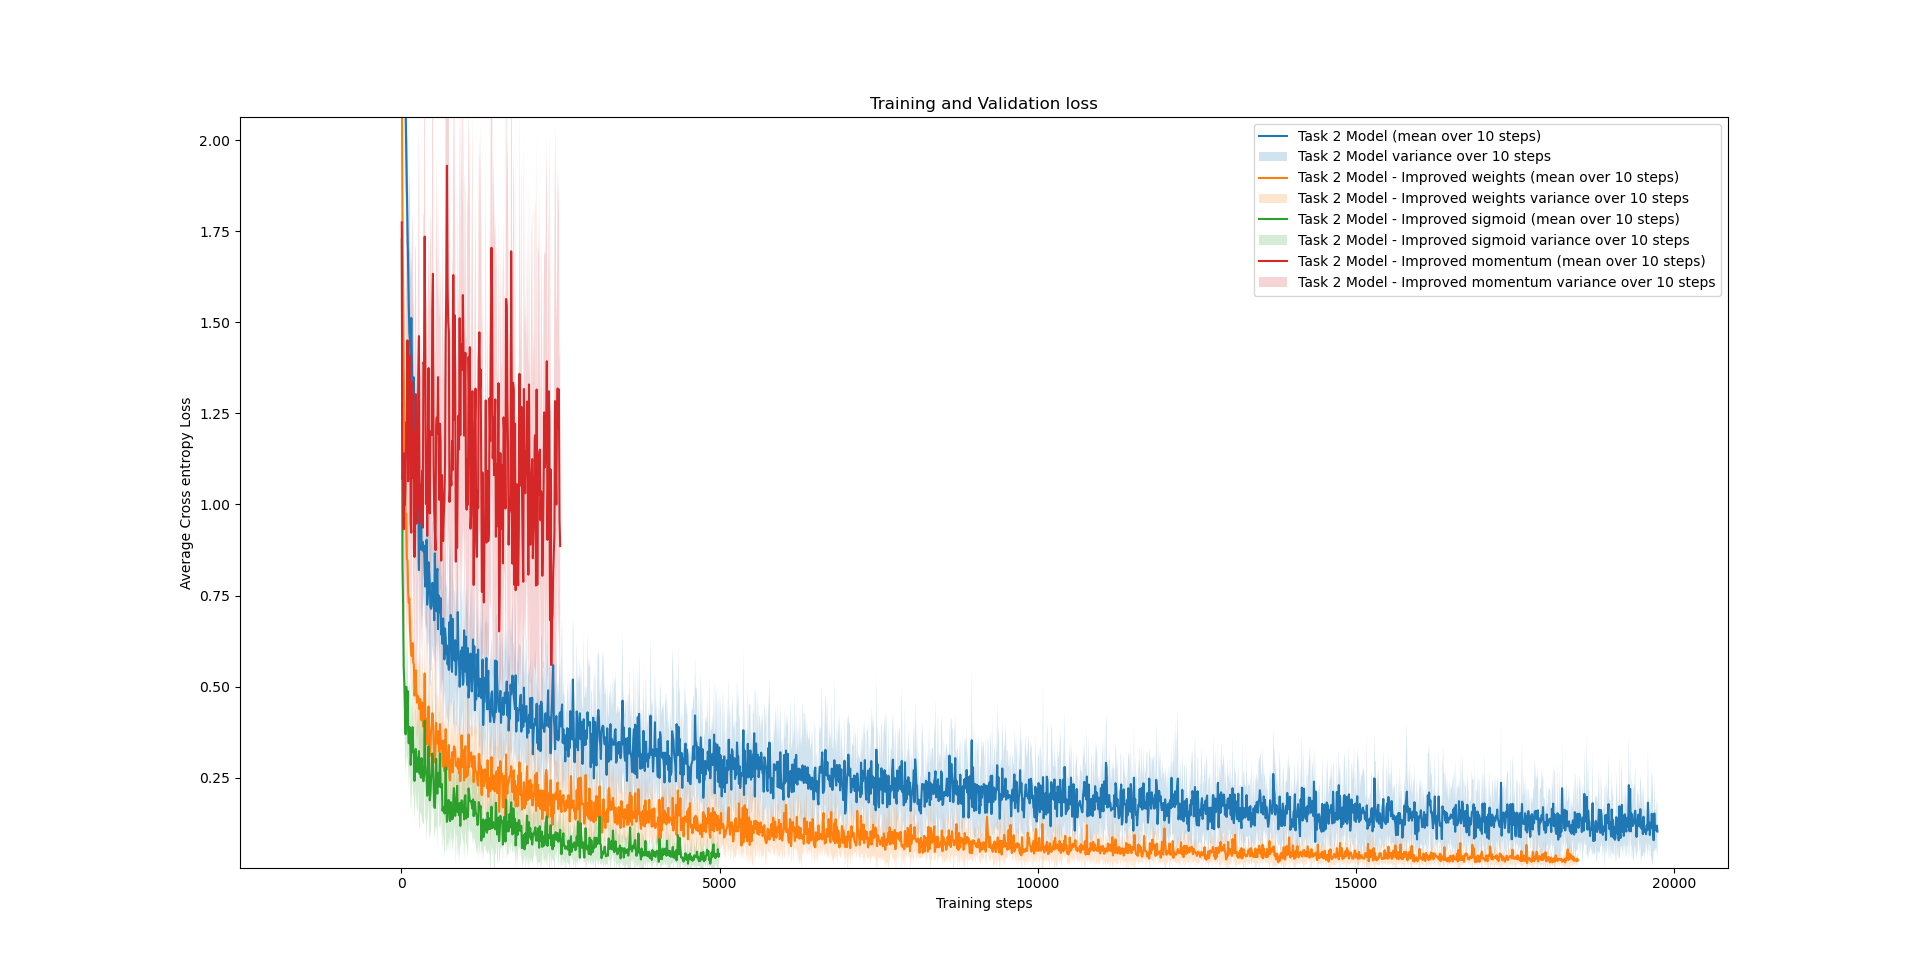 Training and Validation loss
Task 2 Model (mean over 10 steps)
Task 2 Model variance over 10 steps
Task 2 Model - Improved weights (mean over 10 steps)
Task 2 Model - Improved weights variance over 10 steps
Task 2 Model - Improved sigmoid (mean over 10 steps)
Task 2 Model - Improved sigmoid variance over 10 steps
Task 2 Model - Improved momentum (mean over 10 steps)
Task 2 Model - Improved momentum variance over 10 steps
Average Cross entropy Loss
2.00
1.75
1.50
1.25
1.00
0.75
0.50
0.25
0
5000
10000
15000
20000
Training steps